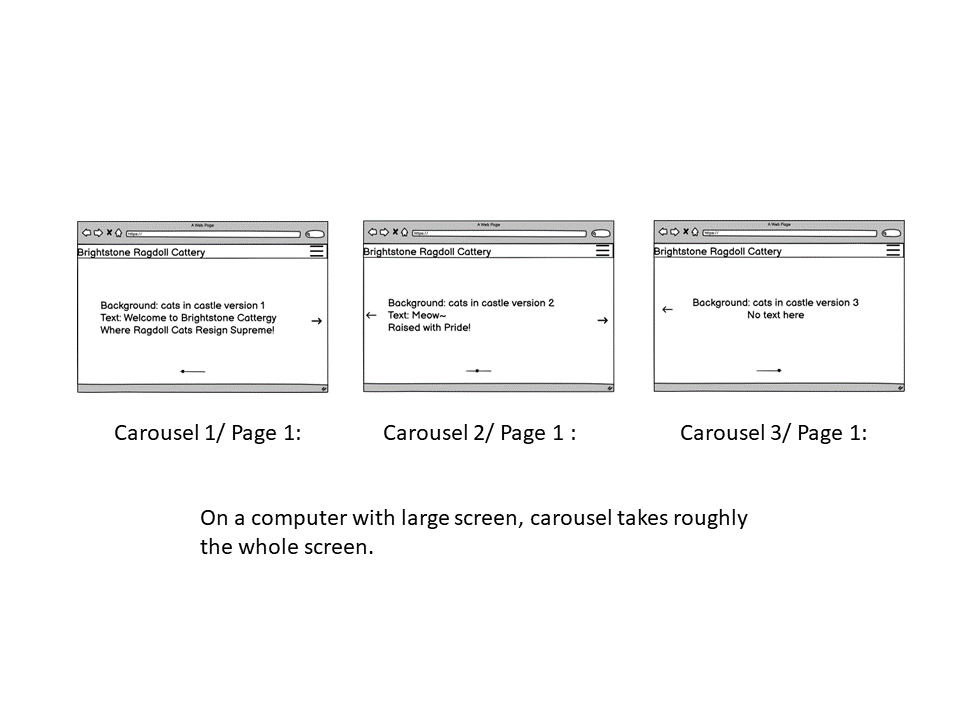 A Web Page
https://
Brightstone Ragdoll Cattery
Background: cats in castle version 1
Text: Welcome to Brightstone Cattergy
Where Ragdoll Cats Resign Supreme!
A Web Page
https://
Brightstone Ragdoll Cattery
Background: cats in castle version 2
Text: Meow~
Raised with Pride!
A Web Page
https://
Brightstone Ragdoll Cattery
Background: cats in castle version 3
No text here
Carousel 1/ Page 1:
Carousel 2/ Page 1 :
Carousel 3/ Page 1:
On a computer with large screen, carousel takes roughly
the whole screen.